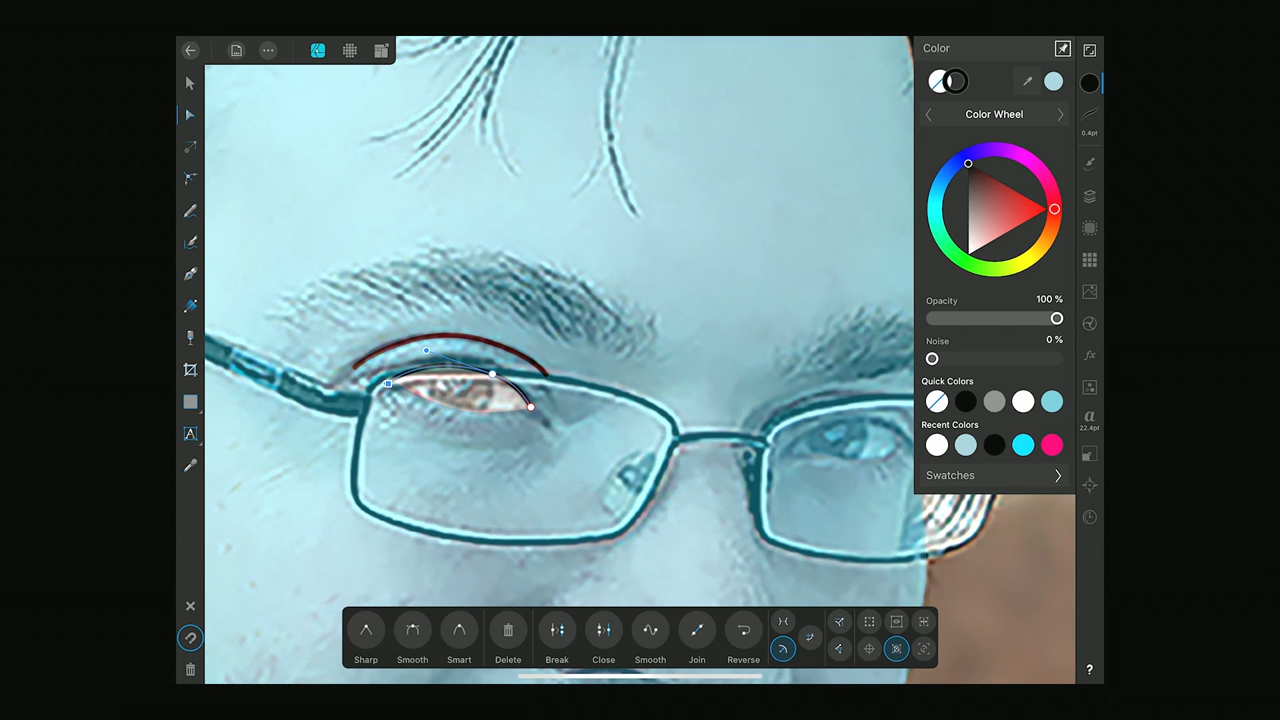 Color
Color Wheel
0.4pt
Opacity 100 %
Noise 0 %
Quick Colors
Recent Colors
a
22.4pt
Swatches
A
fx
Sharp Smooth Smart Delete Break Close Smooth Join Reverse
?